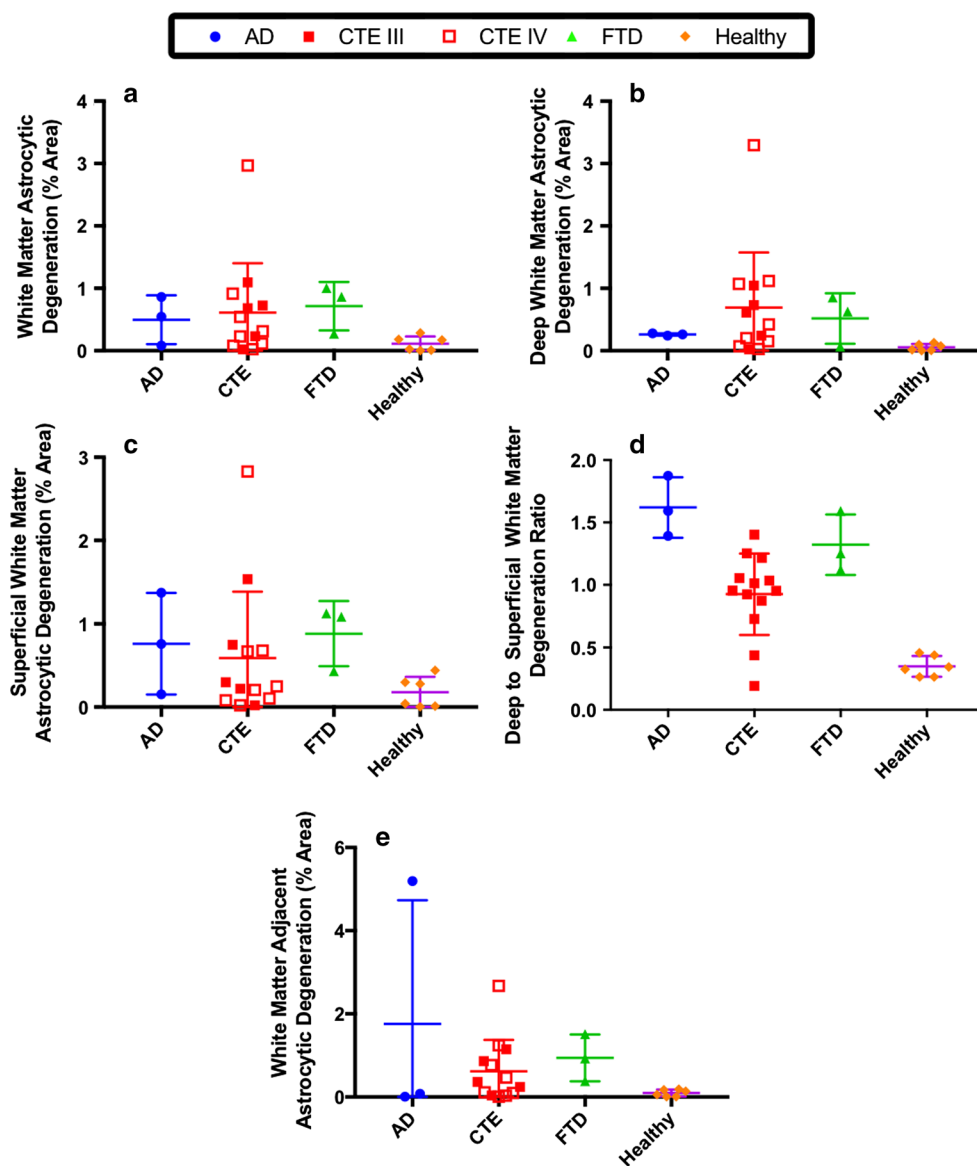 AD CTE III CTE IV FTD Healthy
a
White Matter Astrocytic
Degeneration (% Area)
4
3
2
1
0
AD CTE FTD Healthy
b
Deep White Matter Astrocytic
Degeneration (% Area)
4
3
2
1
0
AD CTE FTD Healthy
c
Superficial White Matter
Astrocytic Degeneration (% Area)
3
2
1
0
AD CTE FTD Healthy
d
Deep to Superficial White Matter
Degeneration Ratio
2.0
1.5
1.0
0.5
0.0
AD CTE FTD Healthy
e
White Matter Adjacent
Astrocytic Degeneration (% Area)
6
4
2
0
AD CTE FTD Healthy